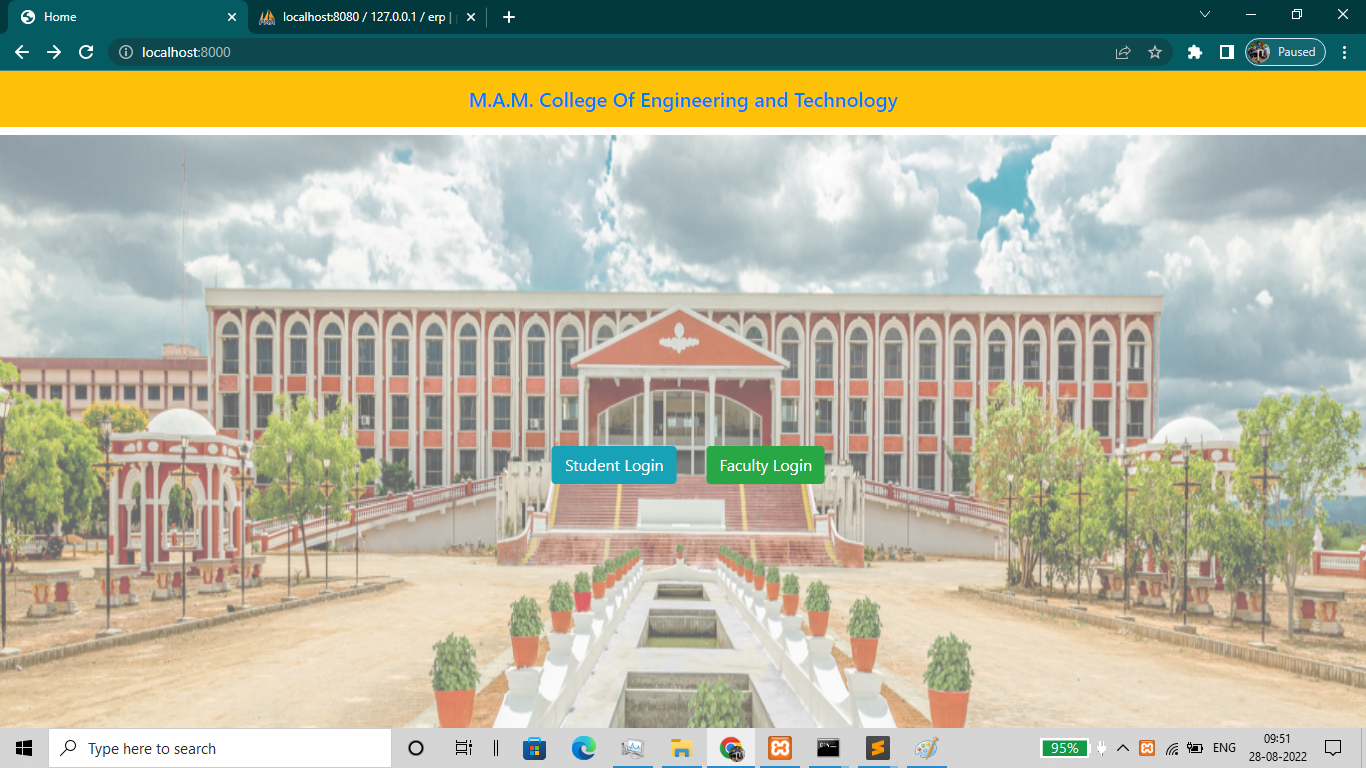 Home
localhost:8080 / 127.0.0.1 / erp |
localhost:8000
Paused
M.A.M. College Of Engineering and Technology
Student Login
Faculty Login
Type here to search
95%
ENG
09:51
28-08-2022